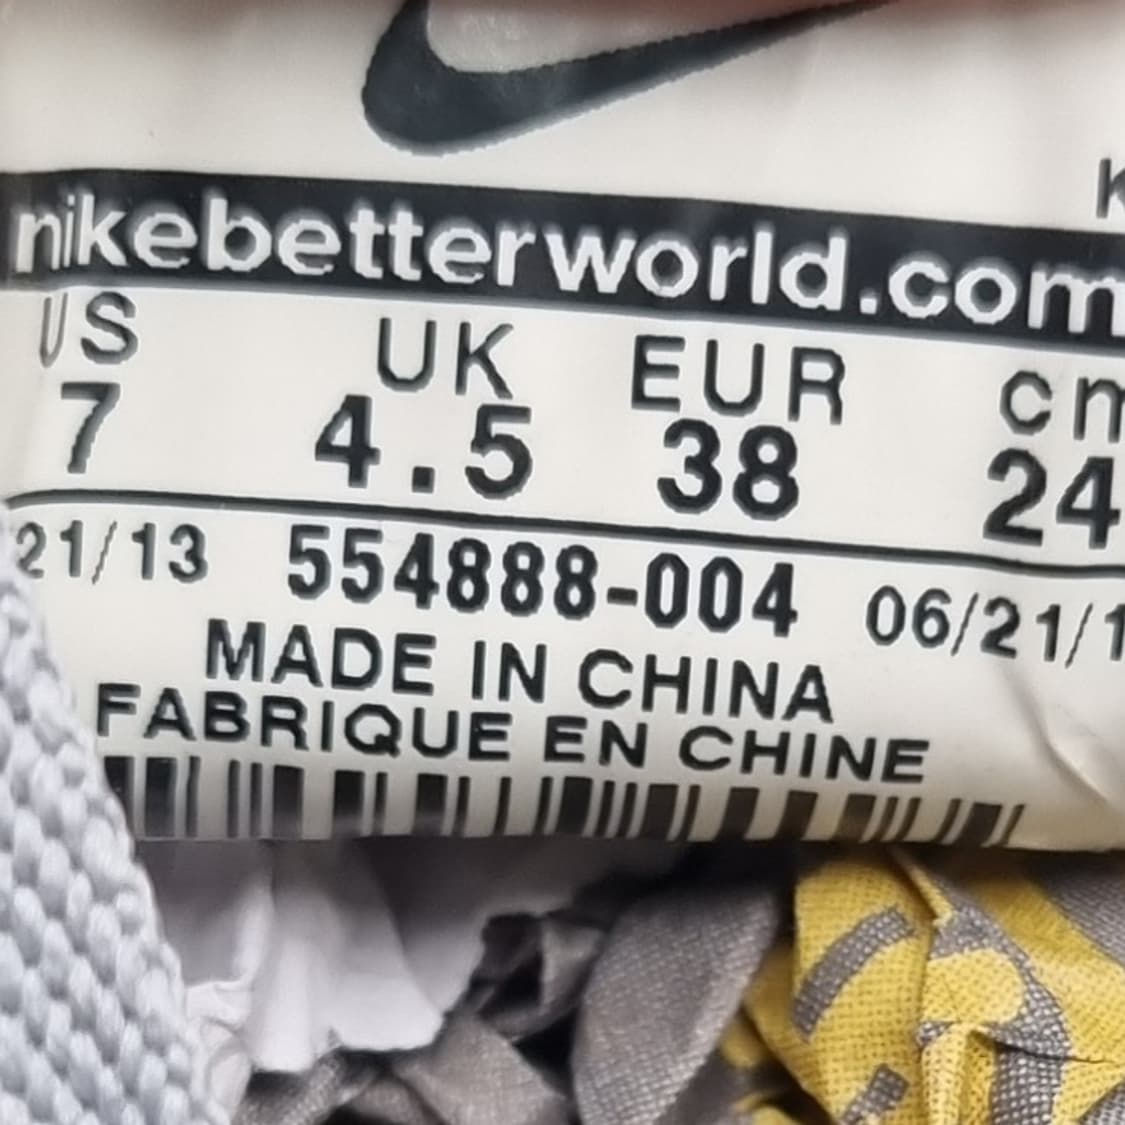 K
nikebetterworld.com
US UK EUR cm
7 4.5 38 24
21/13 554888-004 06/21/1
MADE IN CHINA
FABRIQUE EN CHINE